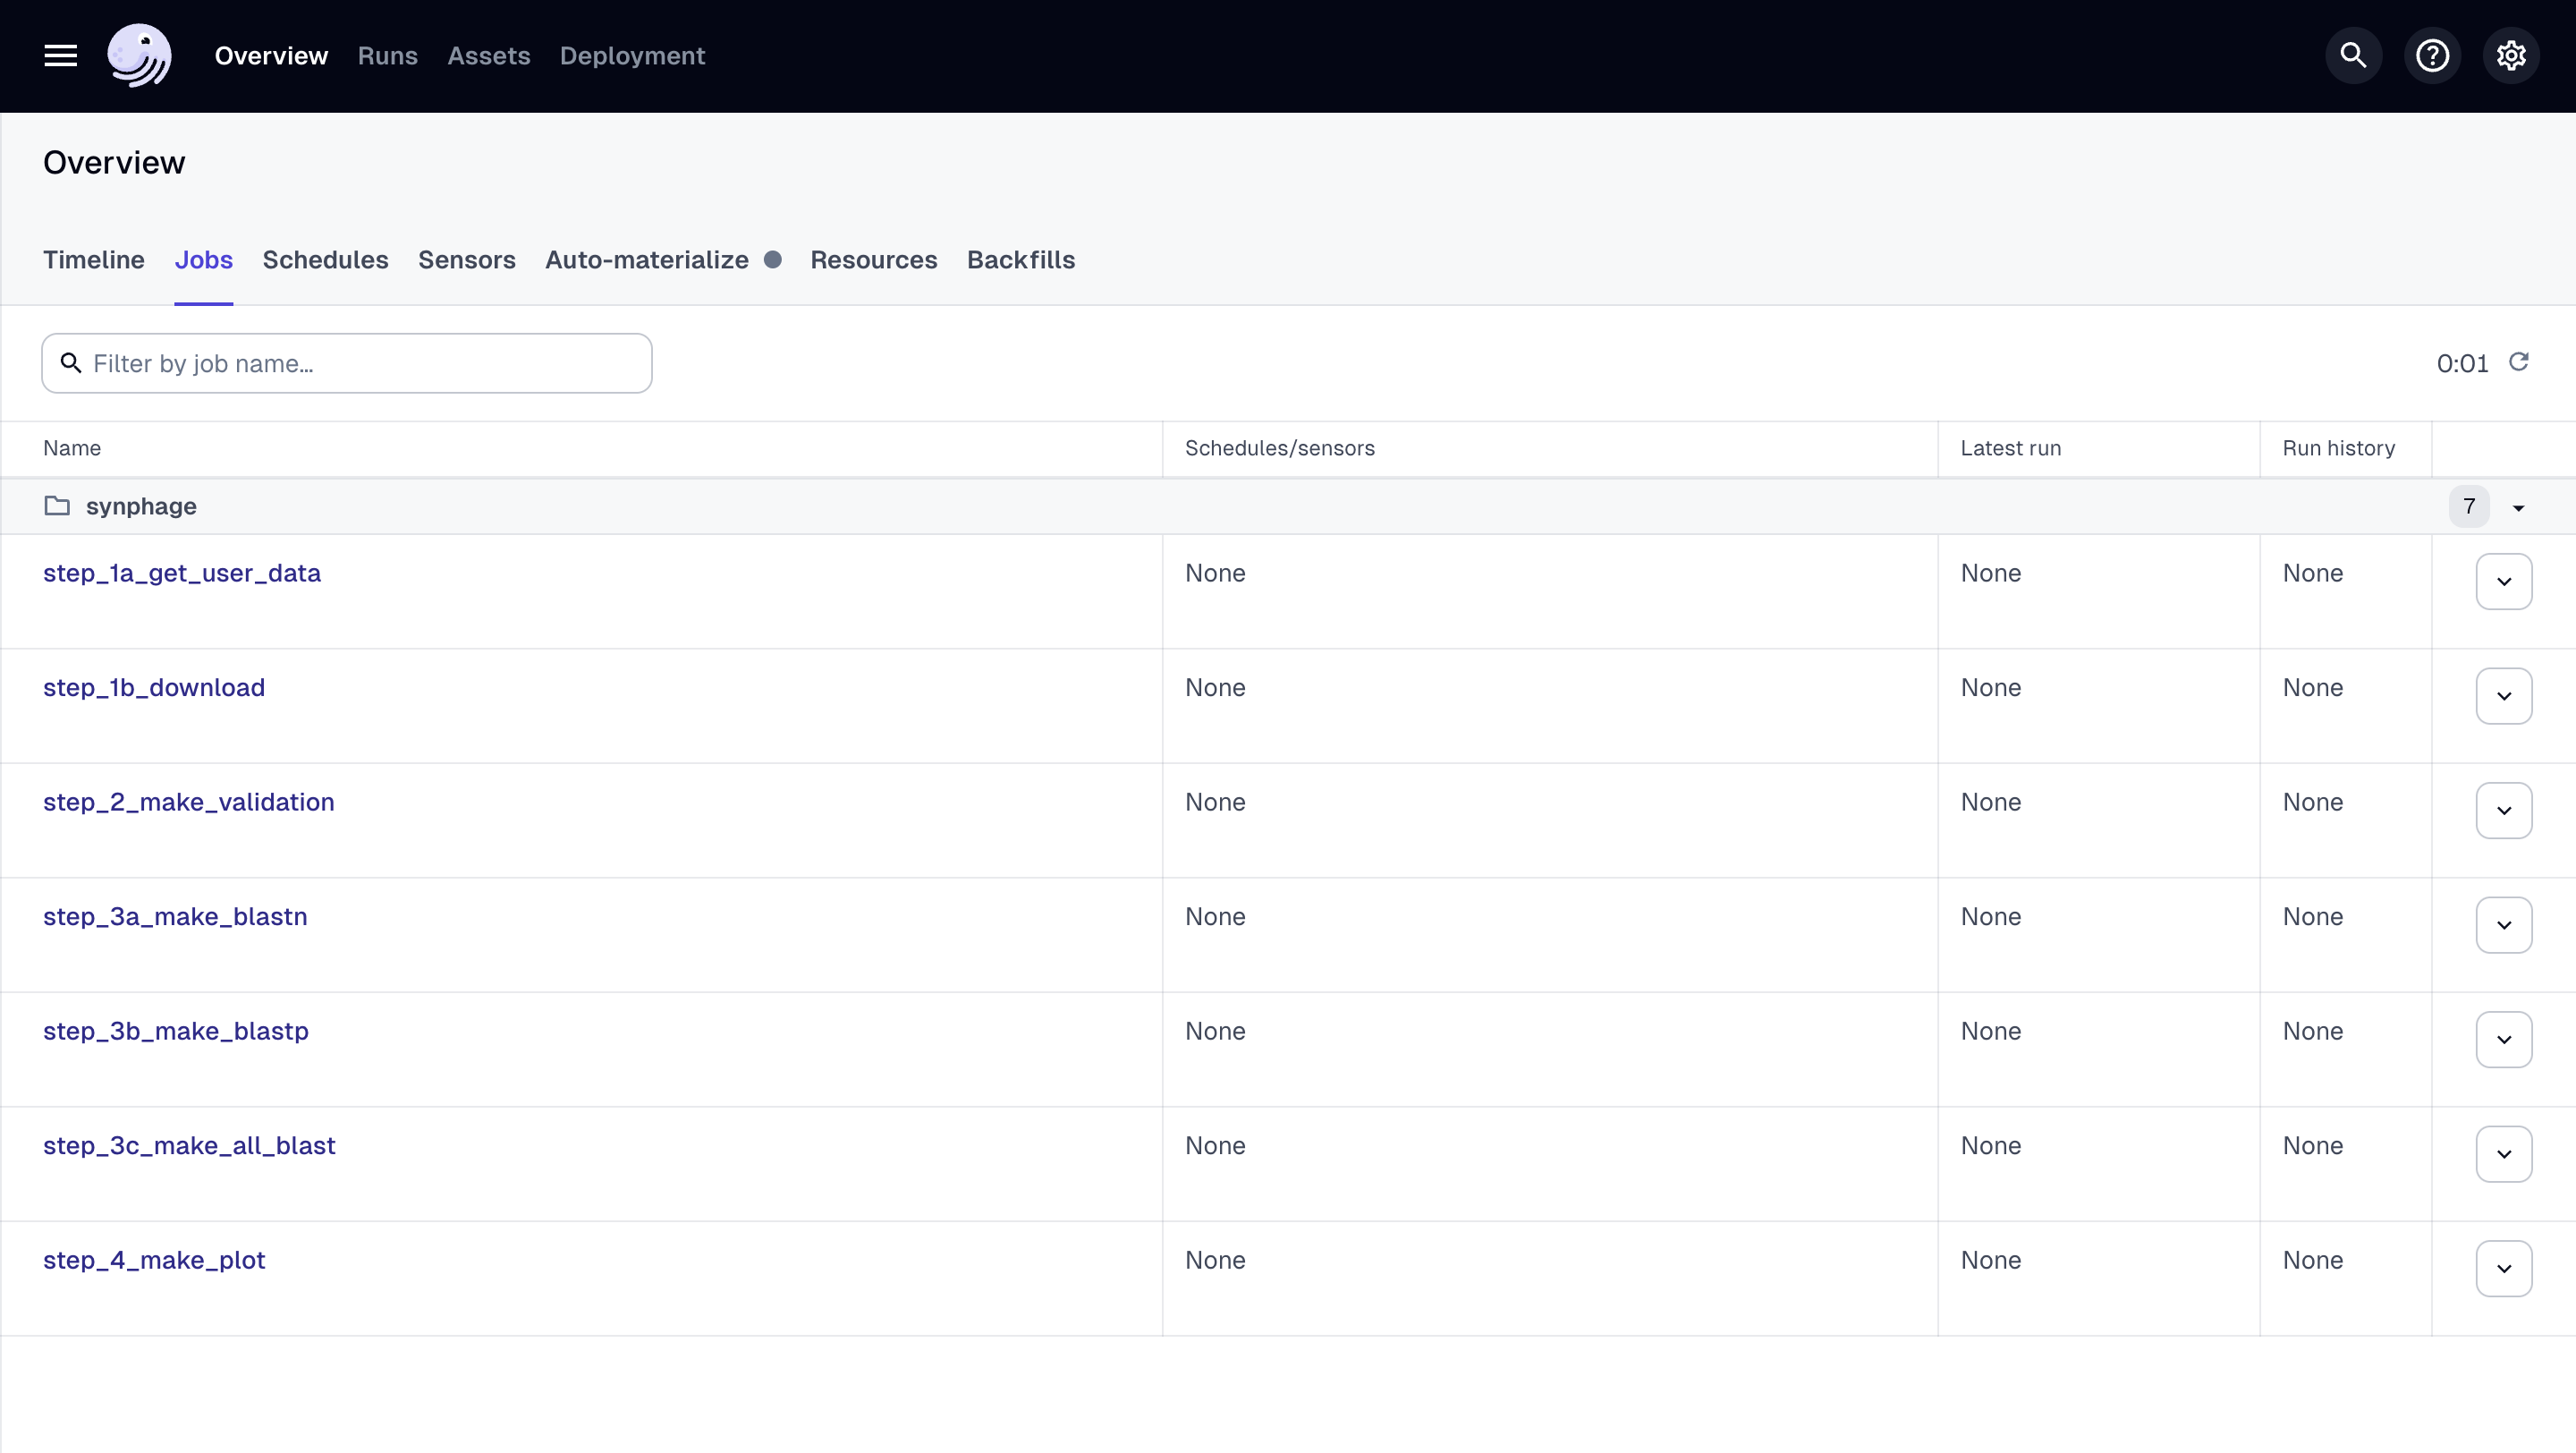 Overview Runs Assets Deployment
Overview
Timeline Jobs Schedules Sensors Auto-materialize Resources Backfills
Filter by job name… 0:01
Name Schedules/sensors Latest run Run history
synphage 7
step_1a_get_user_data None None None
step_1b_download None None None
step_2_make_validation None None None
step_3a_make_blastn None None None
step_3b_make_blastp None None None
step_3c_make_all_blast None None None
step_4_make_plot None None None